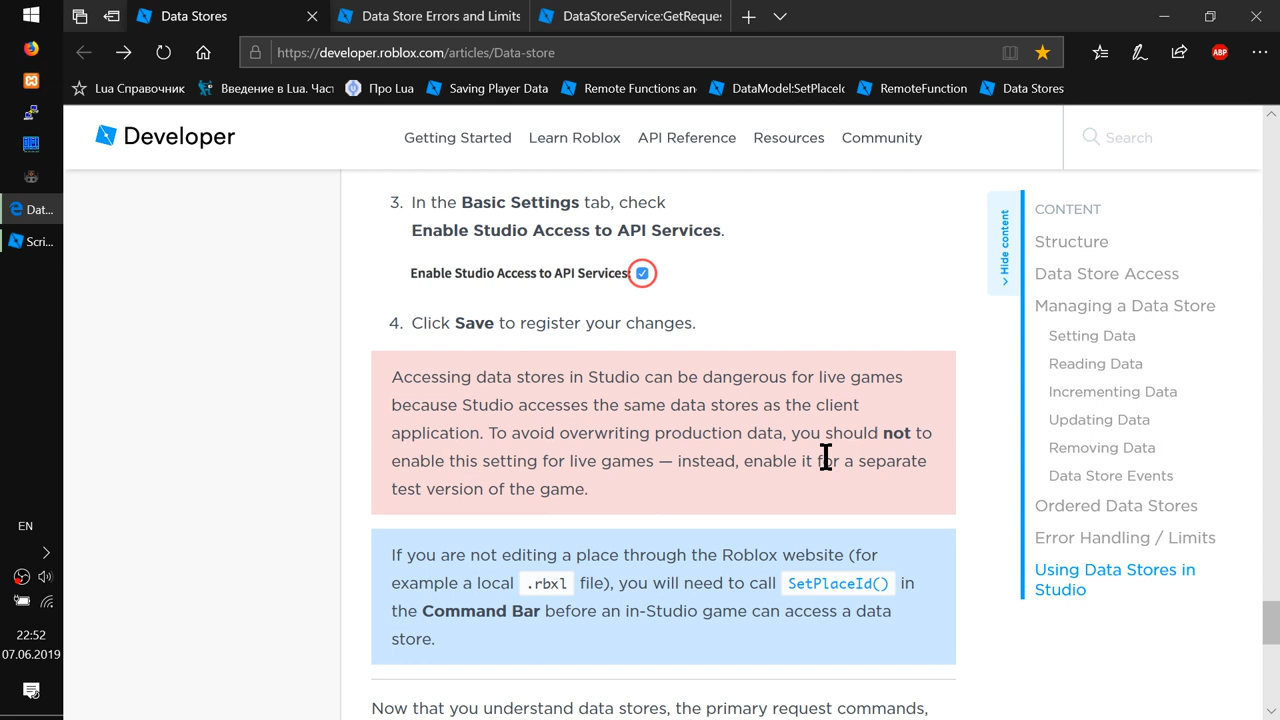 Data Stores
Data Store Errors and Limits
DataStoreService:GetReques
https://developer.roblox.com/articles/Data-store
ABP
Lua Справочник
Введение в Lua. Час
Про Lua
Saving Player Data
Remote Functions an
DataModel:SetPlaceId
RemoteFunction
Data Stores
Dat...
Scri...
Developer
Getting Started
Learn Roblox
API Reference
Resources
Community
Search
3. In the Basic Settings tab, check
Enable Studio Access to API Services.
Enable Studio Access to API Services:
4. Click Save to register your changes.
Accessing data stores in Studio can be dangerous for live games
because Studio accesses the same data stores as the client
application. To avoid overwriting production data, you should not to
enable this setting for live games — instead, enable it for a separate
test version of the game.
If you are not editing a place through the Roblox website (for
example a local .rbxl file), you will need to call SetPlaceId() in
the Command Bar before an in-Studio game can access a data
store.
Now that you understand data stores, the primary request commands,
Hide content
CONTENT
Structure
Data Store Access
Managing a Data Store
Setting Data
Reading Data
Incrementing Data
Updating Data
Removing Data
Data Store Events
Ordered Data Stores
Error Handling / Limits
Using Data Stores in
Studio
EN
22:52
07.06.2019